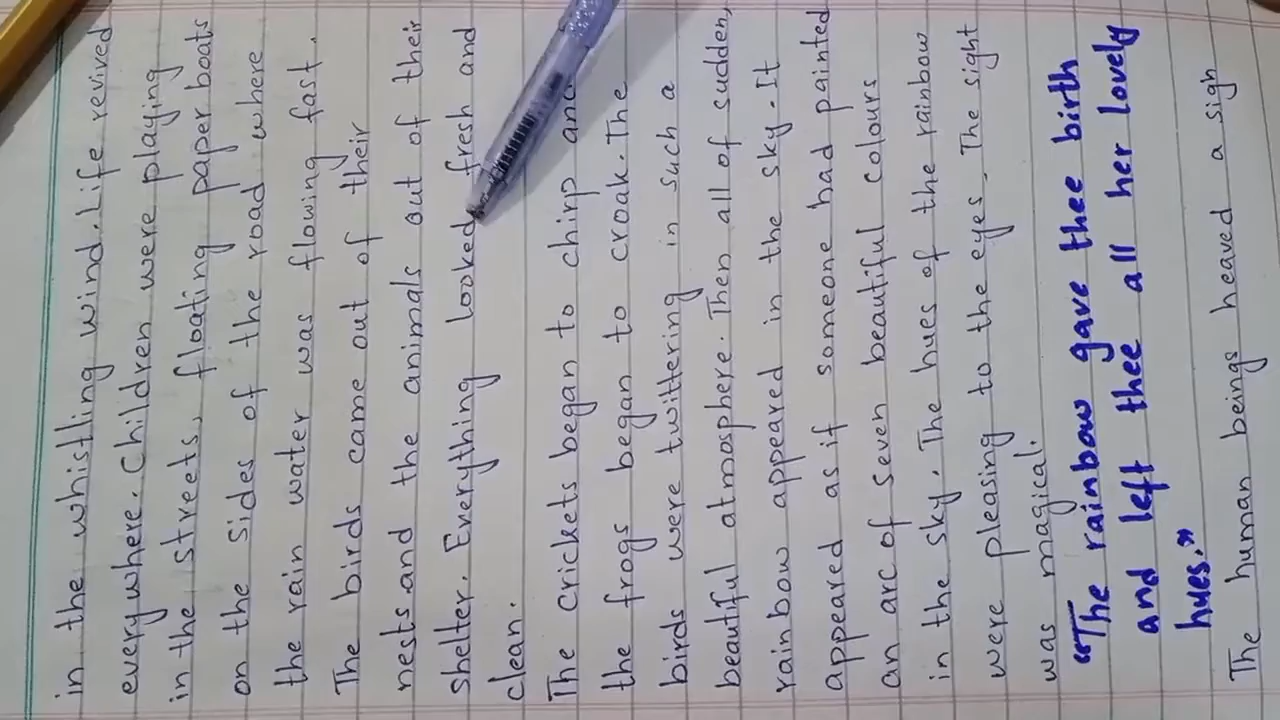 in the whistling wind. Life revived
everywhere. Children were playing
in the streets, floating paper boats
on the sides of the road where
the rain water was flowing fast.
The birds came out of their
nests and the animals out of their
shelter. Everything looked fresh and
clean.
The crickets began to chirp and
the frogs began to croak. The
birds were twittering in such a
beautiful atmosphere. Then all of sudden,
rainbow appeared in the sky. It
appeared as if someone had painted
an arc of seven beautiful colours
in the sky. The hues of the rainbow
were pleasing to the eyes. The sight
was magical.
"The rainbow gave thee birth
and left thee all her lovely
hues."
The human beings heaved a sigh